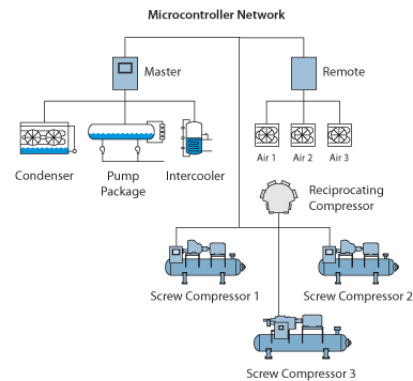 Microcontroller Network
Master
Remote
Condenser
Pump
Package
Intercooler
Air 1
Air 2
Air 3
Reciprocating
Compressor
Screw Compressor 1
Screw Compressor 2
Screw Compressor 3